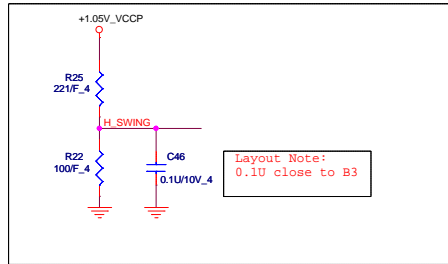 +1.05V_VCCP
R25
221/F_4
H_SWING
R22
100/F_4
C46
0.1U/10V_4
Layout Note:
0.1U close to B3